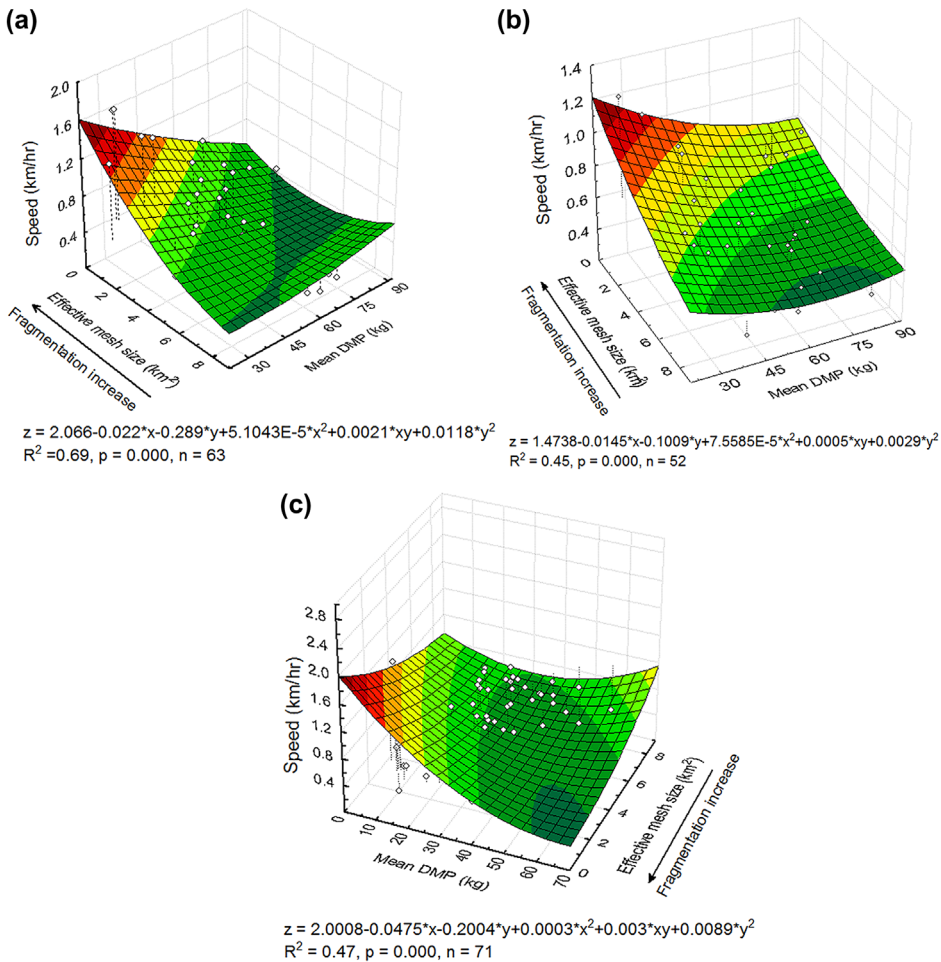 (a)
2.0
1.6
1.2
0.8
0.4
Speed (km/hr)
0
2
4
6
8
Effective mesh size (km²)
Fragmentation increase
30
45
60
75
90
Mean DMP (kg)
z = 2.066-0.022*x-0.289*y+5.1043E-5*x²+0.0021*xy+0.0118*y²
R² =0.69, p = 0.000, n = 63
(b)
1.4
1.2
1.0
0.8
0.6
0.4
Speed (km/hr)
0
2
4
6
8
Effective mesh size (km²)
Fragmentation increase
30
45
60
75
90
Mean DMP (kg)
z = 1.4738-0.0145*x-0.1009*y+7.5585E-5*x²+0.0005*xy+0.0029*y²
R² = 0.45, p = 0.000, n = 52
(c)
2.8
2.4
2.0
1.6
1.2
0.8
0.4
Speed (km/hr)
0
10
20
30
40
50
60
70
Mean DMP (kg)
0
2
4
6
8
Effective mesh size (km²)
Fragmentation increase
z = 2.0008-0.0475*x-0.2004*y+0.0003*x²+0.003*xy+0.0089*y²
R² = 0.47, p = 0.000, n = 71